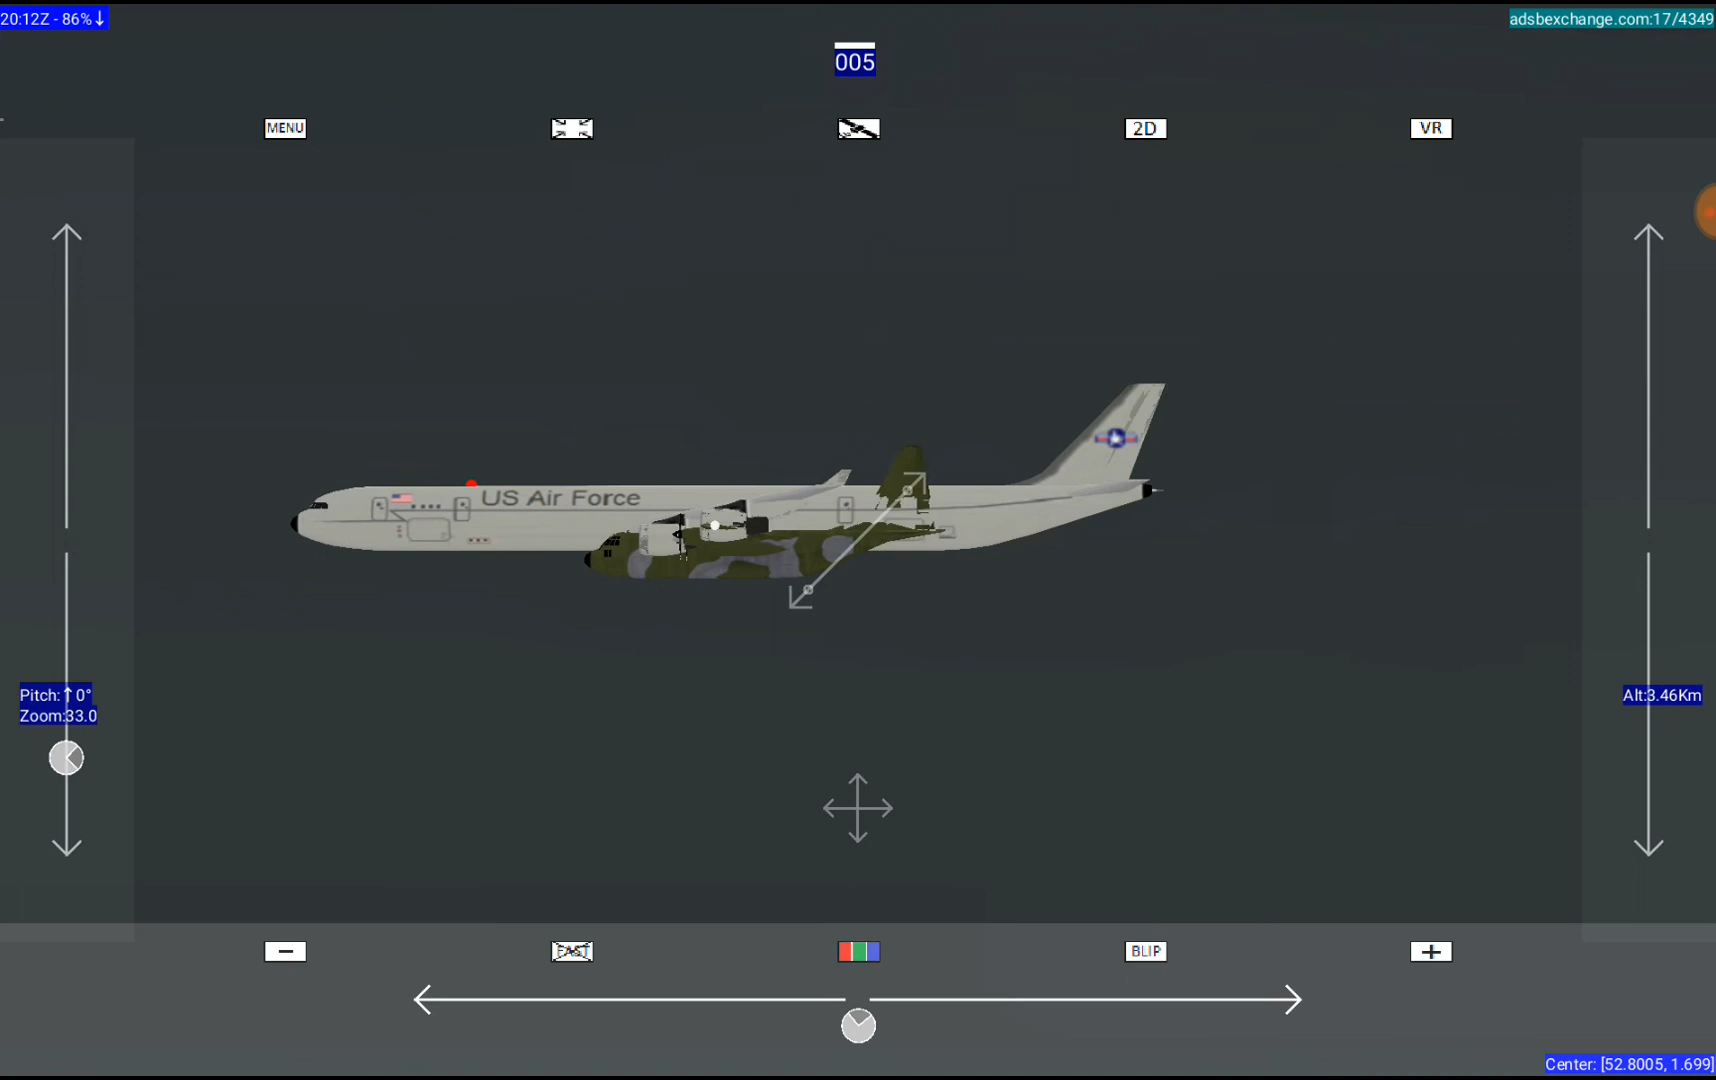 20:12Z - 86%↓
adsbexchange.com:17/4349
005
MENU
2D
VR
US Air Force
Pitch:↑0°
Zoom:33.0
Alt:3.46Km
−
FAST
BLIP
+
Center: [52.8005, 1.699]